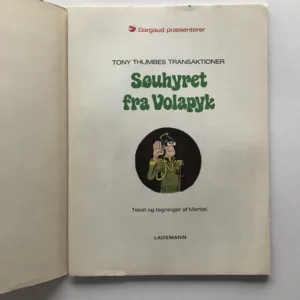 Dargaud præsenterer
TONY THUMBES TRANSAKTIONER
Søuhyret
fra Volapyk
Tekst og tegninger af Martial
LADEMANN